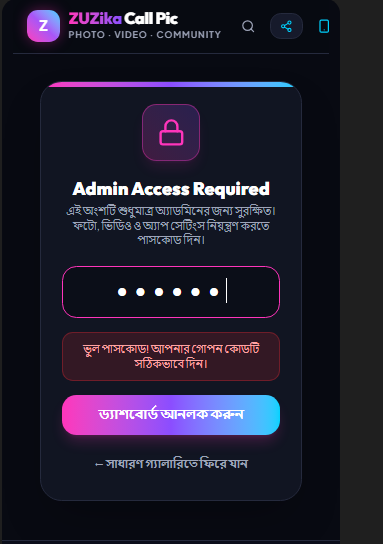 Z
ZUZika Call Pic
PHOTO · VIDEO · COMMUNITY
Admin Access Required
এই অংশটি শুধুমাত্র অ্যাডমিনের জন্য সুরক্ষিত।
ফটো, ভিডিও ও অ্যাপ সেটিংস নিয়ন্ত্রণ করতে
পাসকোড দিন।
ভুল পাসকোড! আপনার গোপন কোডটি
সঠিকভাবে দিন।
ড্যাশবোর্ড আনলক করুন
← সাধারণ গ্যালারিতে ফিরে যান